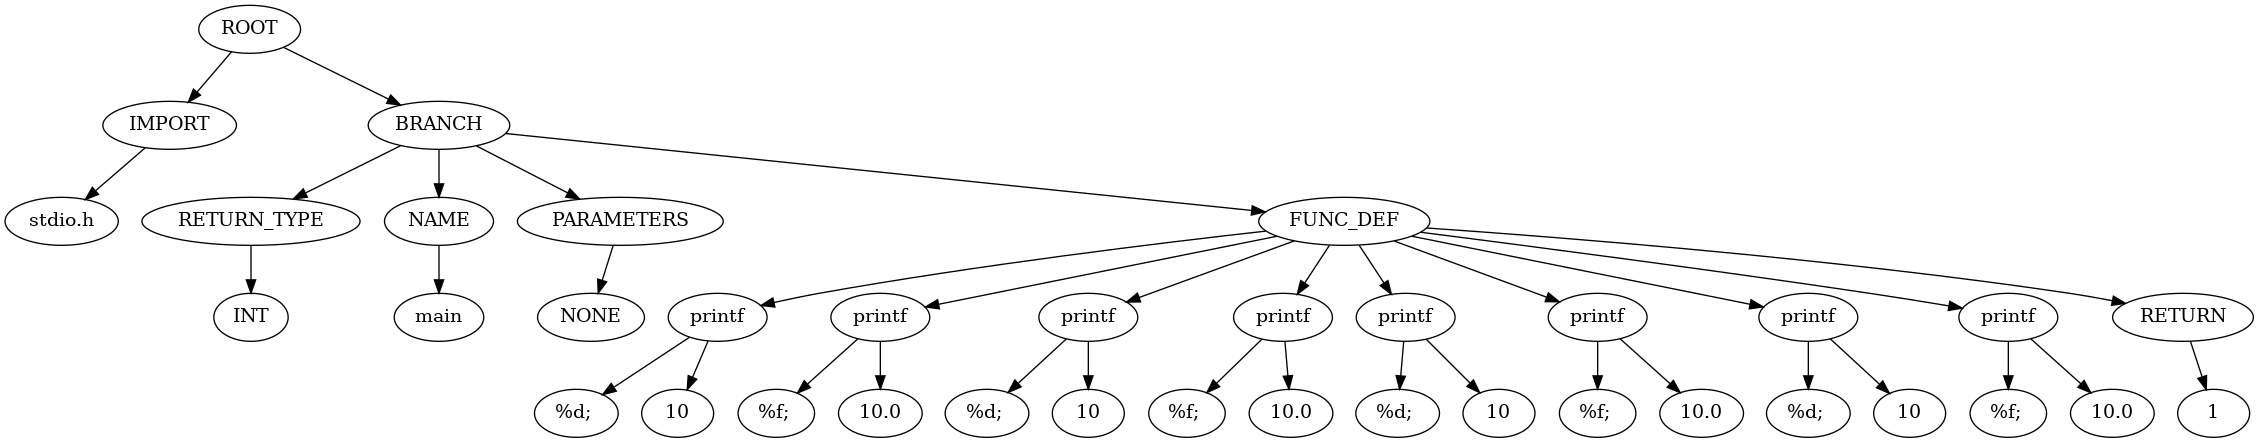 ROOT
IMPORT
BRANCH
stdio.h
RETURN_TYPE
NAME
PARAMETERS
FUNC_DEF
INT
main
NONE
printf
printf
printf
printf
printf
printf
printf
printf
RETURN
%d;
10
%f;
10.0
%d;
10
%f;
10.0
%d;
10
%f;
10.0
%d;
10
%f;
10.0
1